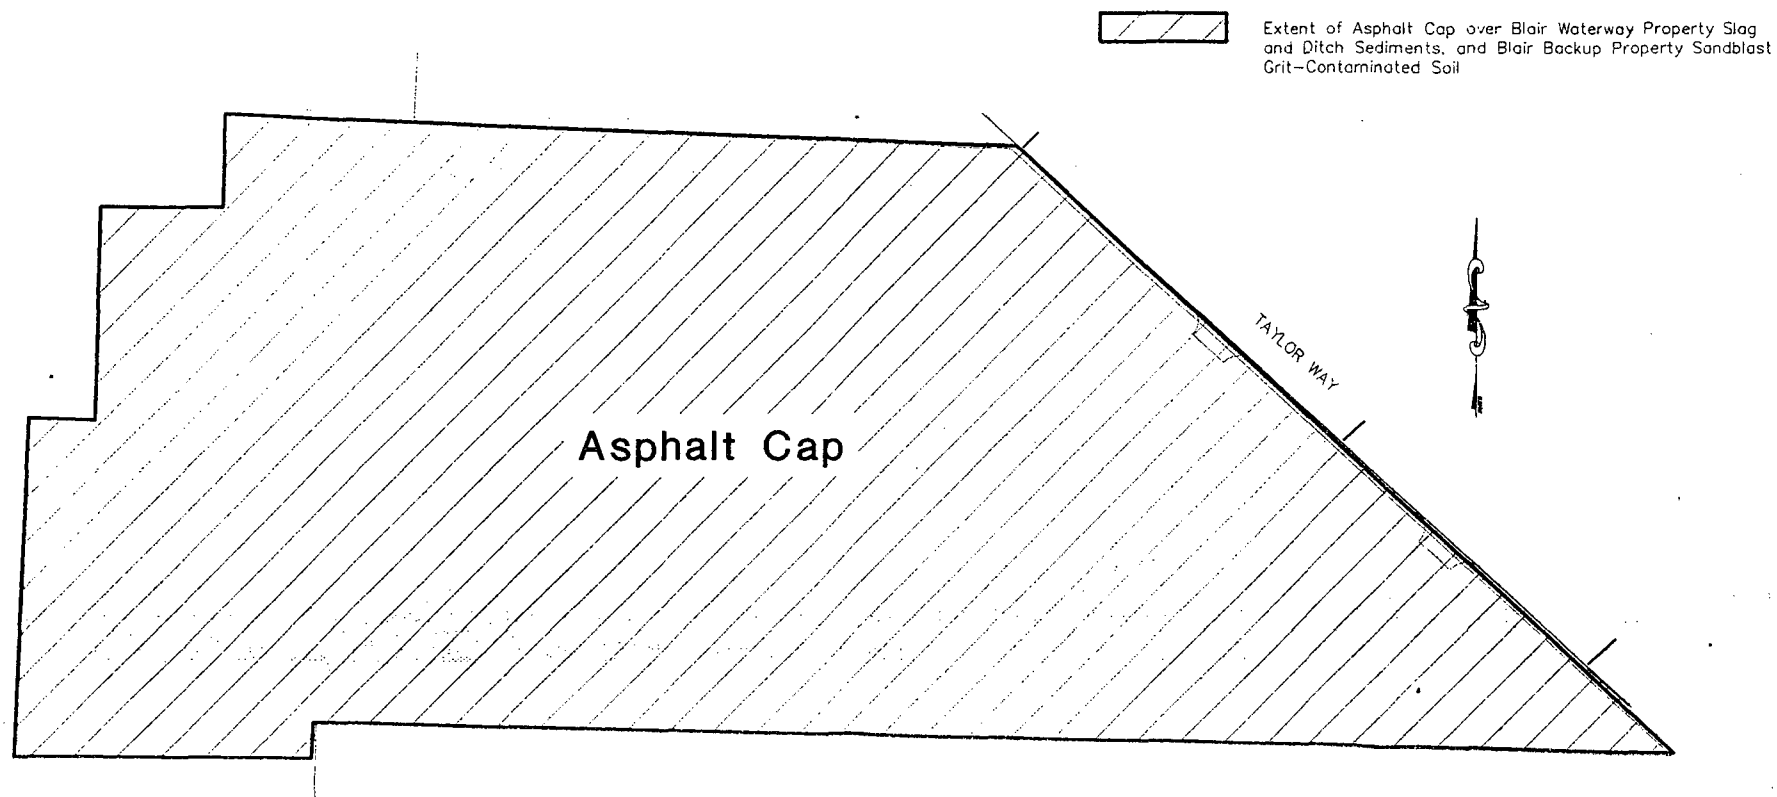 Extent of Asphalt Cap over Blair Waterway Property Slag
and Ditch Sediments, and Blair Backup Property Sandblast
Grit-Contaminated Soil
TAYLOR WAY
Asphalt Cap